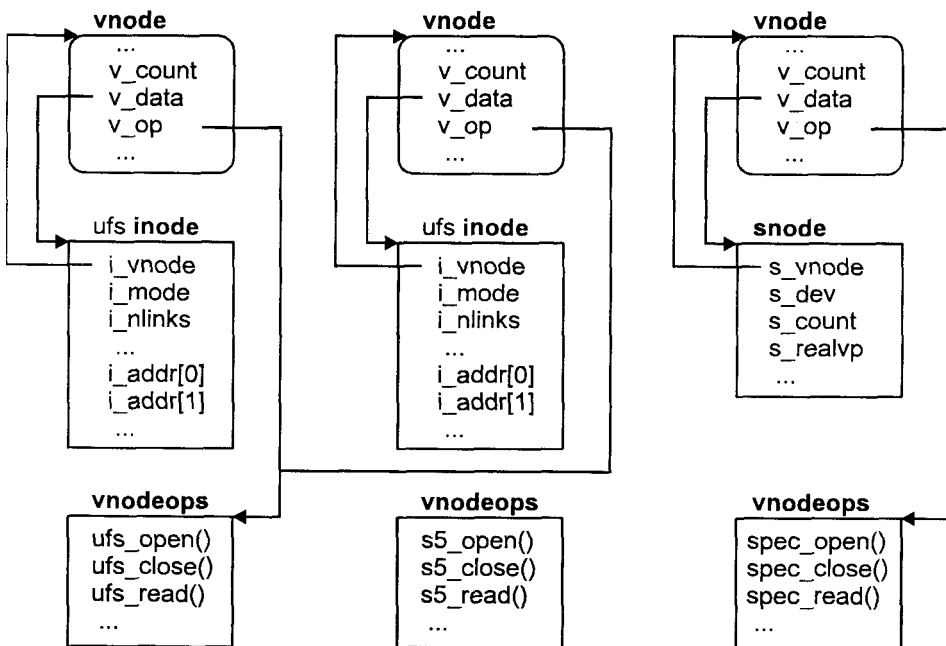 vnode
...
v_count
v_data
v_op
...
ufs inode
i_vnode
i_mode
i_nlinks
...
i_addr[0]
i_addr[1]
...
vnodeops
ufs_open()
ufs_close()
ufs_read()
...
vnode
...
v_count
v_data
v_op
...
ufs inode
i_vnode
i_mode
i_nlinks
...
i_addr[0]
i_addr[1]
...
vnodeops
s5_open()
s5_close()
s5_read()
...
vnode
...
v_count
v_data
v_op
...
snode
s_vnode
s_dev
s_count
s_realvp
...
vnodeops
spec_open()
spec_close()
spec_read()
...